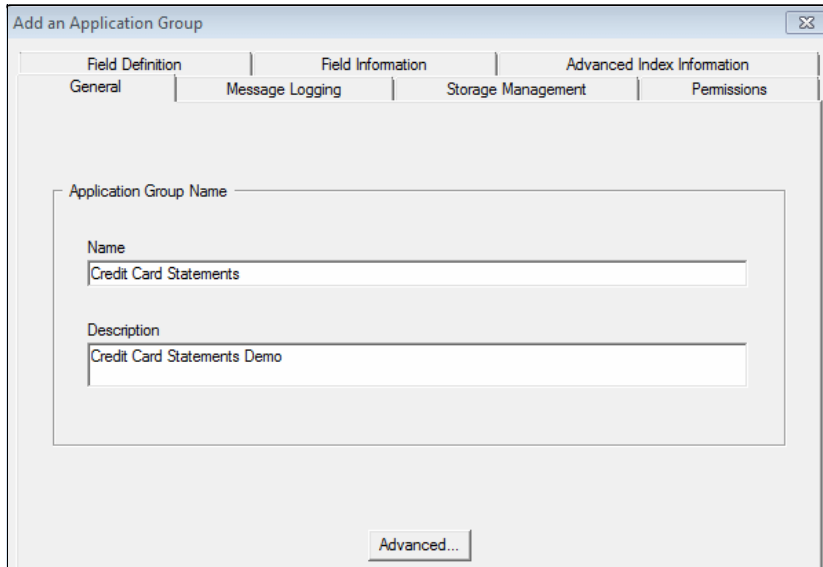 Add an Application Group
Field Definition Field Information Advanced Index Information
General Message Logging Storage Management Permissions
Application Group Name
Name
Credit Card Statements
Description
Credit Card Statements Demo
Advanced...